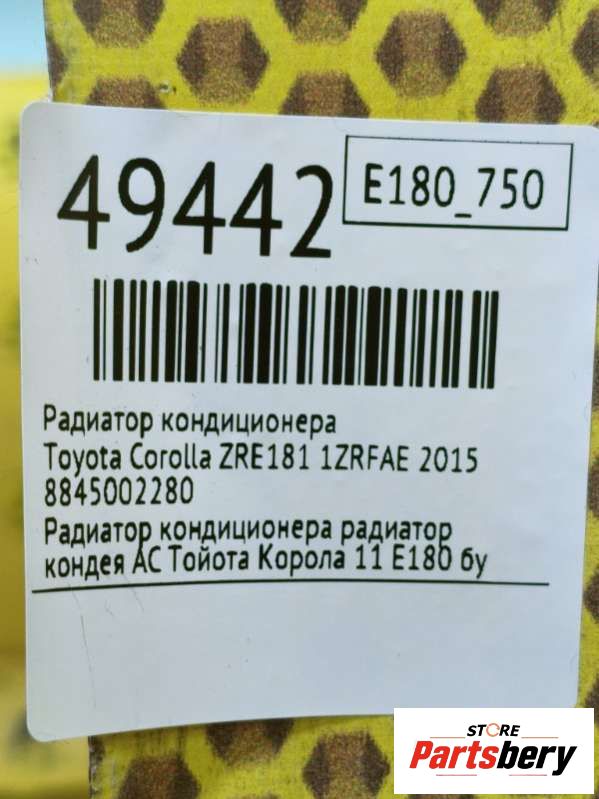 49442
E180_750
Радиатор кондиционера
Toyota Corolla ZRE181 1ZRFAE 2015
8845002280
Радиатор кондиционера радиатор
кондея АС Тойота Корола 11 E180 бу
STORE
Partsbery